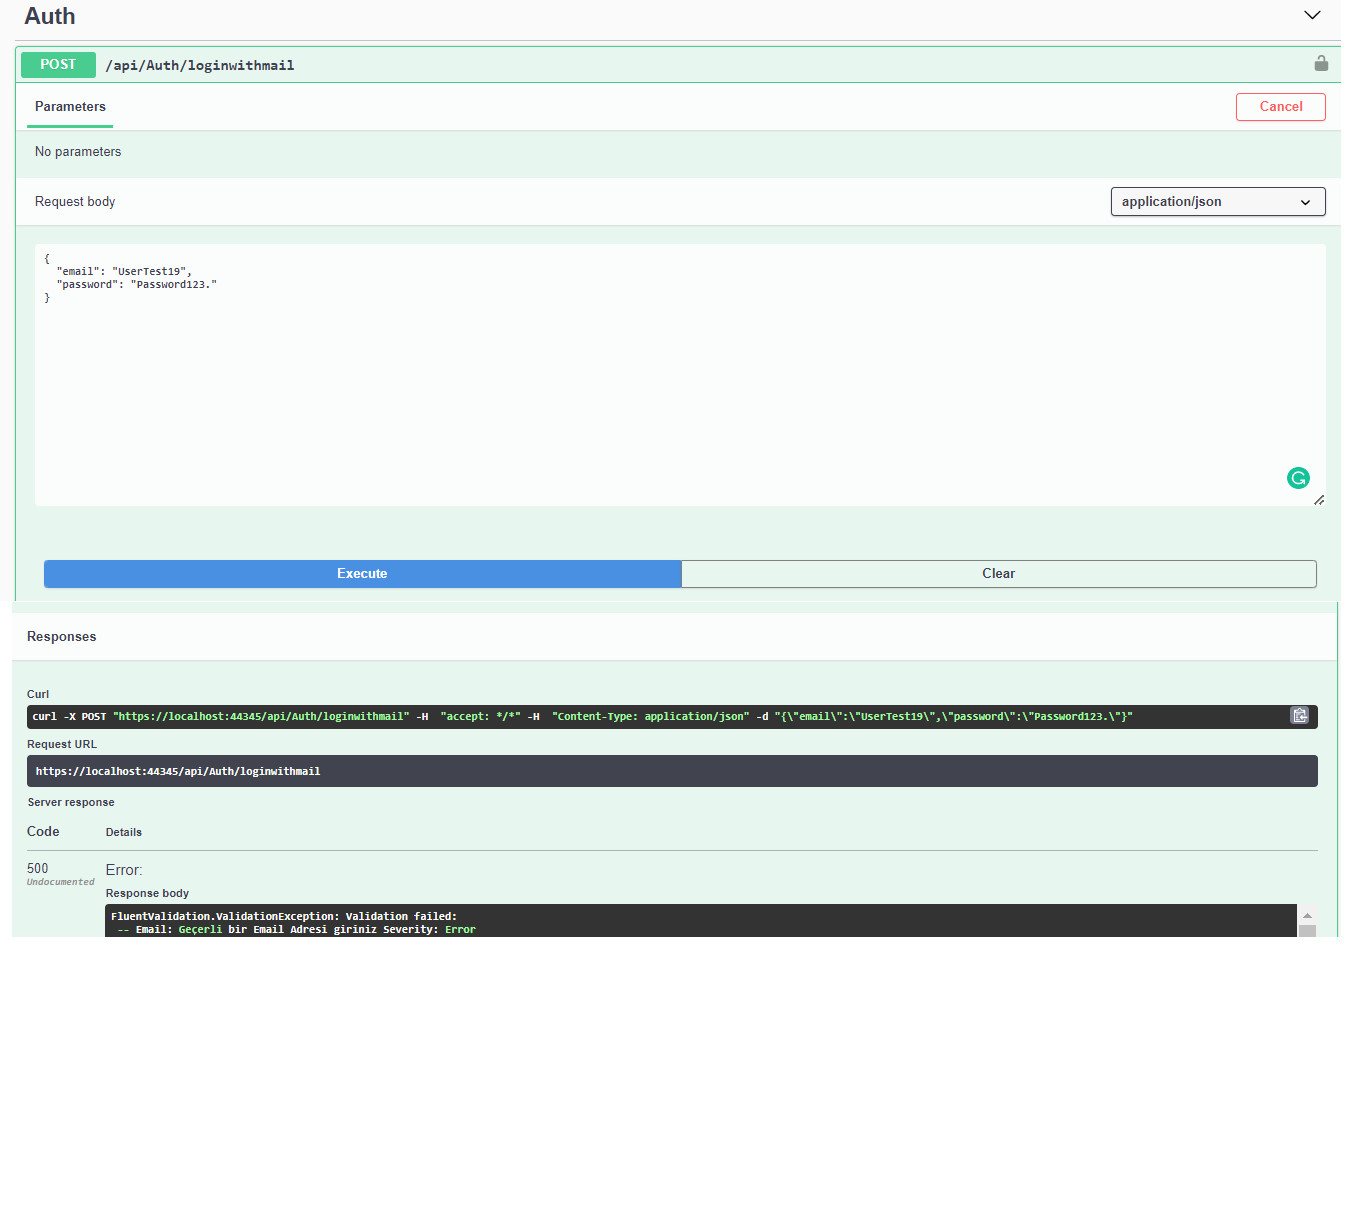 Auth
POST /api/Auth/loginwithmail
Parameters
Cancel
No parameters
Request body
application/json
{
"email": "UserTest19",
"password": "Password123."
}
Execute
Clear
Responses
Curl
curl -X POST "https://localhost:44345/api/Auth/loginwithmail" -H  "accept: */*" -H  "Content-Type: application/json" -d "{\"email\":\"UserTest19\",\"password\":\"Password123.\"}"
Request URL
https://localhost:44345/api/Auth/loginwithmail
Server response
Code Details
500 Error:
Undocumented
Response body
FluentValidation.ValidationException: Validation failed:
-- Email: Geçerli bir Email Adresi giriniz Severity: Error